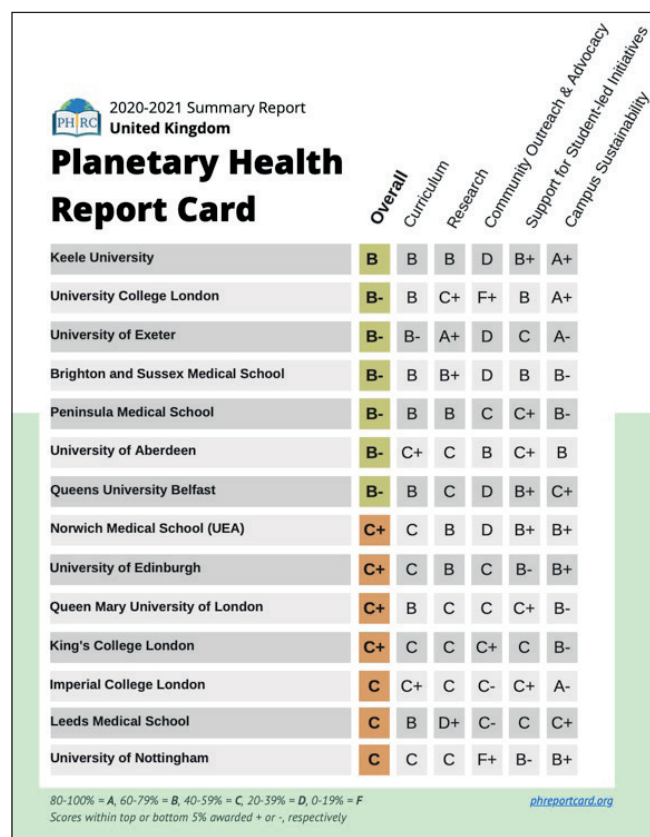 PH RC
2020-2021 Summary Report
United Kingdom
Planetary Health
Report Card
Overall
Curriculum
Research
Community Outreach & Advocacy
Support for Student-led Initiatives
Campus Sustainability
Keele University B B B D B+ A+
University College London B- B C+ F+ B A+
University of Exeter B- B- A+ D C A-
Brighton and Sussex Medical School B- B B+ D B B-
Peninsula Medical School B- B B C C+ B-
University of Aberdeen B- C+ C B C+ B
Queens University Belfast B- B C D B+ C+
Norwich Medical School (UEA) C+ C B D B+ B+
University of Edinburgh C+ C B C B- B+
Queen Mary University of London C+ B C C C+ B-
King's College London C+ C C C+ C B-
Imperial College London C C+ C C- C+ A-
Leeds Medical School C B D+ C- C C+
University of Nottingham C C C F+ B- B+
80-100% = A, 60-79% = B, 40-59% = C, 20-39% = D, 0-19% = F
Scores within top or bottom 5% awarded + or -, respectively
phreportcard.org